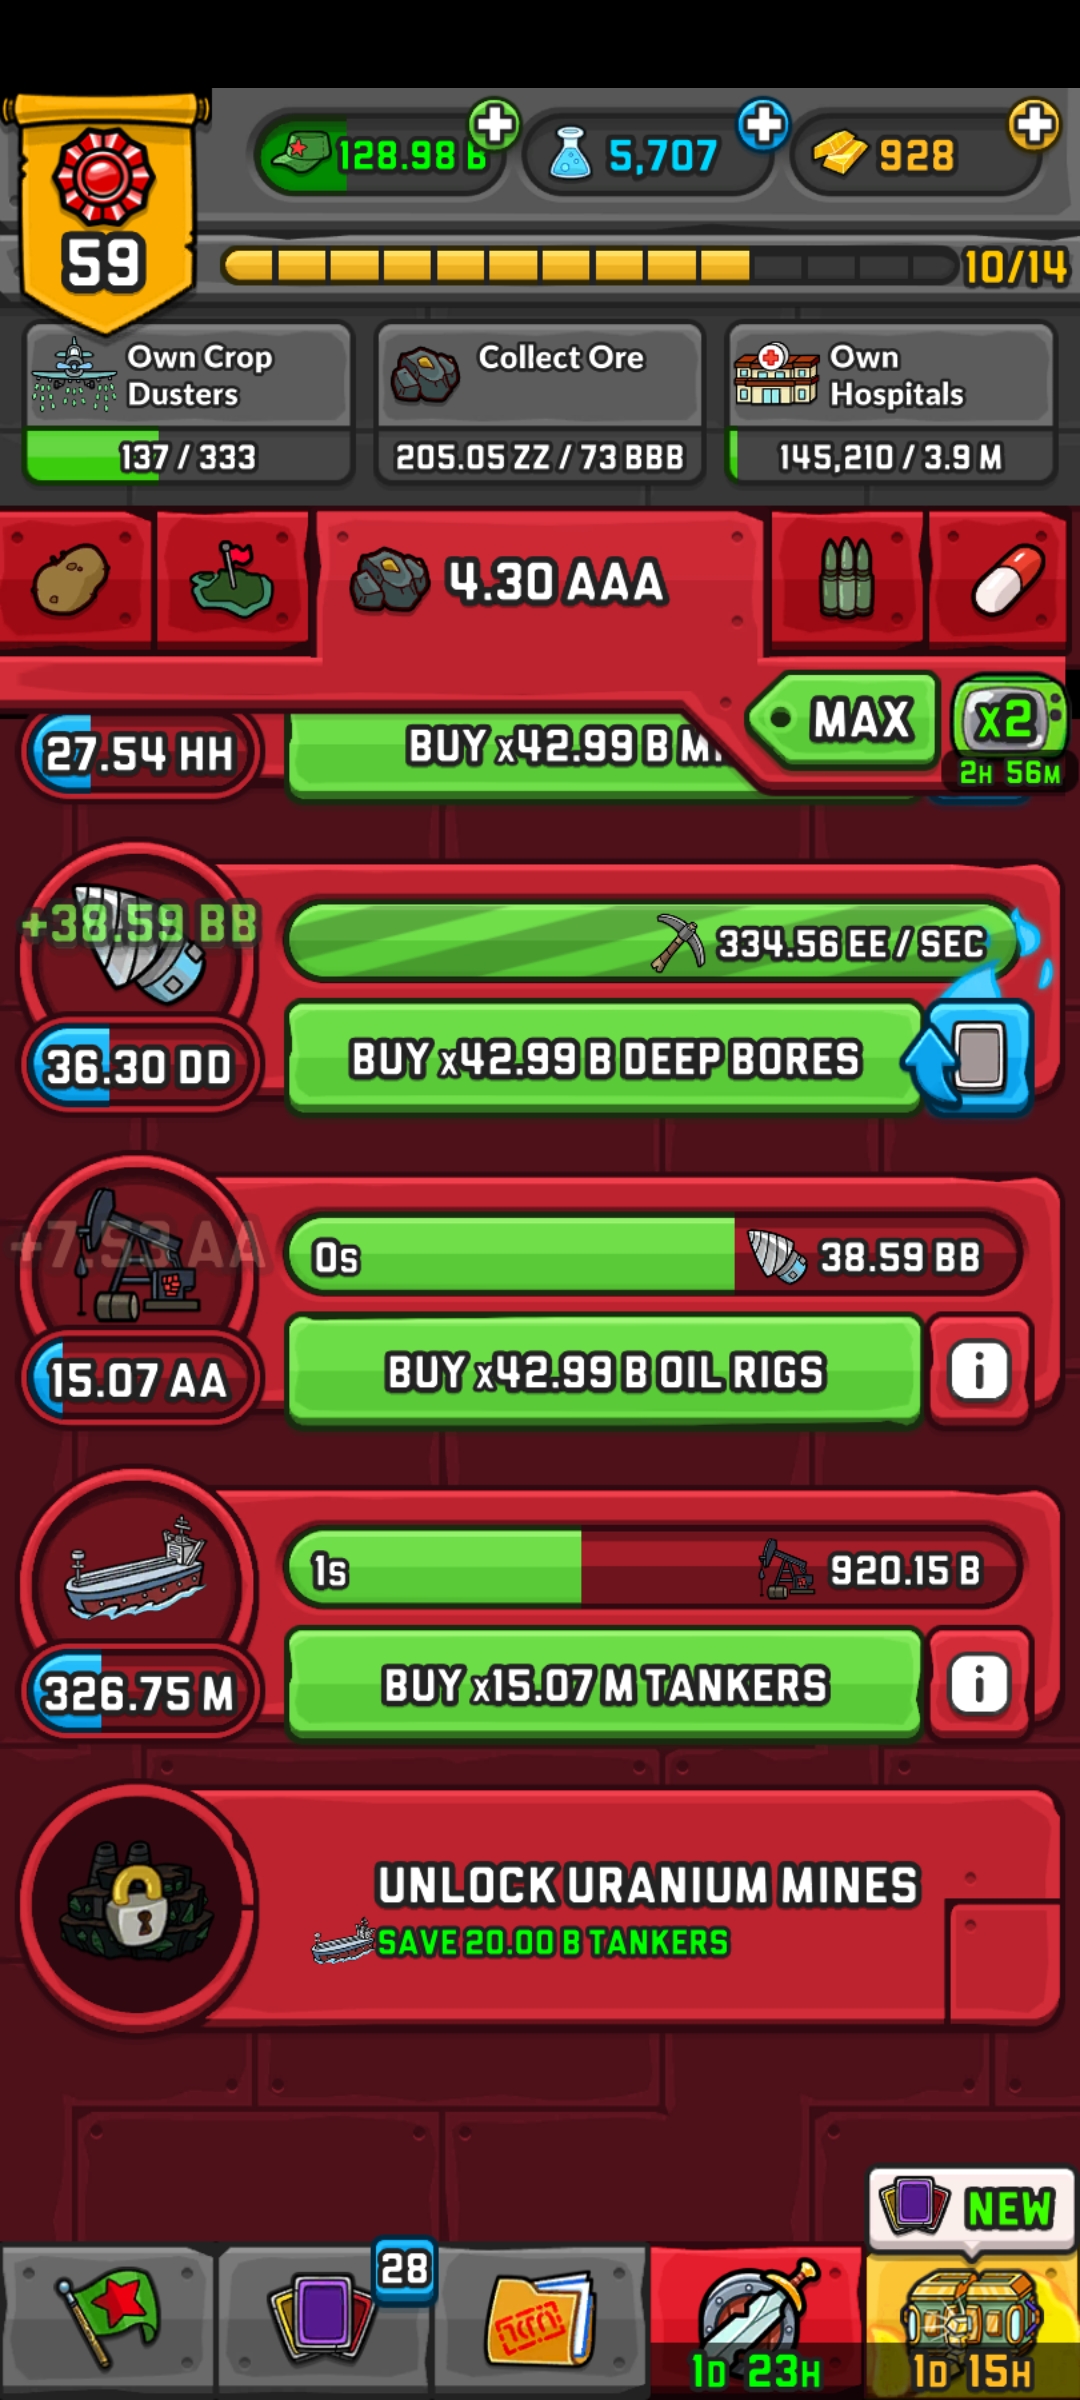 128.98 B
5,707
928
59
10/14
Own Crop
Dusters
137 / 333
Collect Ore
205.05 ZZ / 73 BBB
Own
Hospitals
145,210 / 3.9 M
4.30 AAA
MAX
x2
2H 56M
27.54 HH
BUY x42.99 B
+38.59 BB
334.56 EE / SEC
36.30 DD
BUY x42.99 B DEEP BORES
+7.53 AA
0s
38.59 BB
15.07 AA
BUY x42.99 B OIL RIGS
i
1s
920.15 B
326.75 M
BUY x15.07 M TANKERS
i
UNLOCK URANIUM MINES
SAVE 20.00 B TANKERS
NEW
28
1D 23H
1D 15H